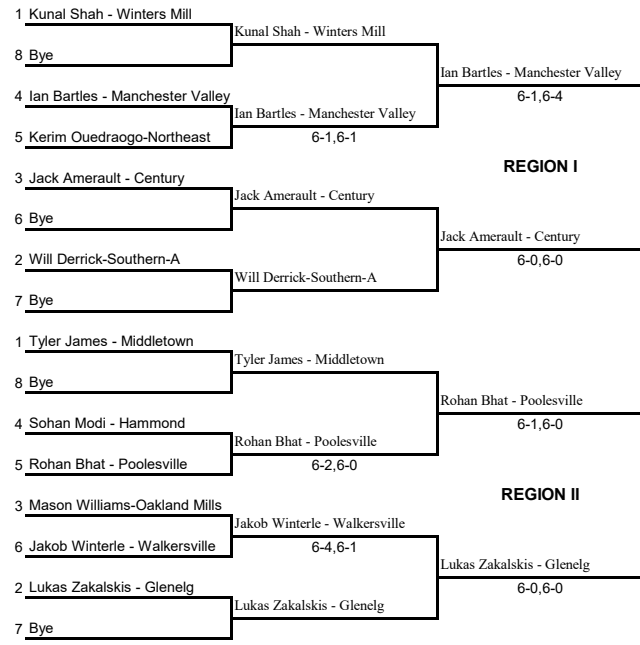 1 Kunal Shah - Winters Mill
Kunal Shah - Winters Mill
8 Bye
Ian Bartles - Manchester Valley
4 Ian Bartles - Manchester Valley
6-1,6-4
Ian Bartles - Manchester Valley
5 Kerim Ouedraogo-Northeast
6-1,6-1
REGION I
3 Jack Amerault - Century
Jack Amerault - Century
6 Bye
Jack Amerault - Century
2 Will Derrick-Southern-A
6-0,6-0
Will Derrick-Southern-A
7 Bye
1 Tyler James - Middletown
Tyler James - Middletown
8 Bye
Rohan Bhat - Poolesville
4 Sohan Modi - Hammond
6-1,6-0
Rohan Bhat - Poolesville
5 Rohan Bhat - Poolesville
6-2,6-0
REGION II
3 Mason Williams-Oakland Mills
Jakob Winterle - Walkersville
6 Jakob Winterle - Walkersville
6-4,6-1
Lukas Zakalskis - Glenelg
2 Lukas Zakalskis - Glenelg
6-0,6-0
Lukas Zakalskis - Glenelg
7 Bye